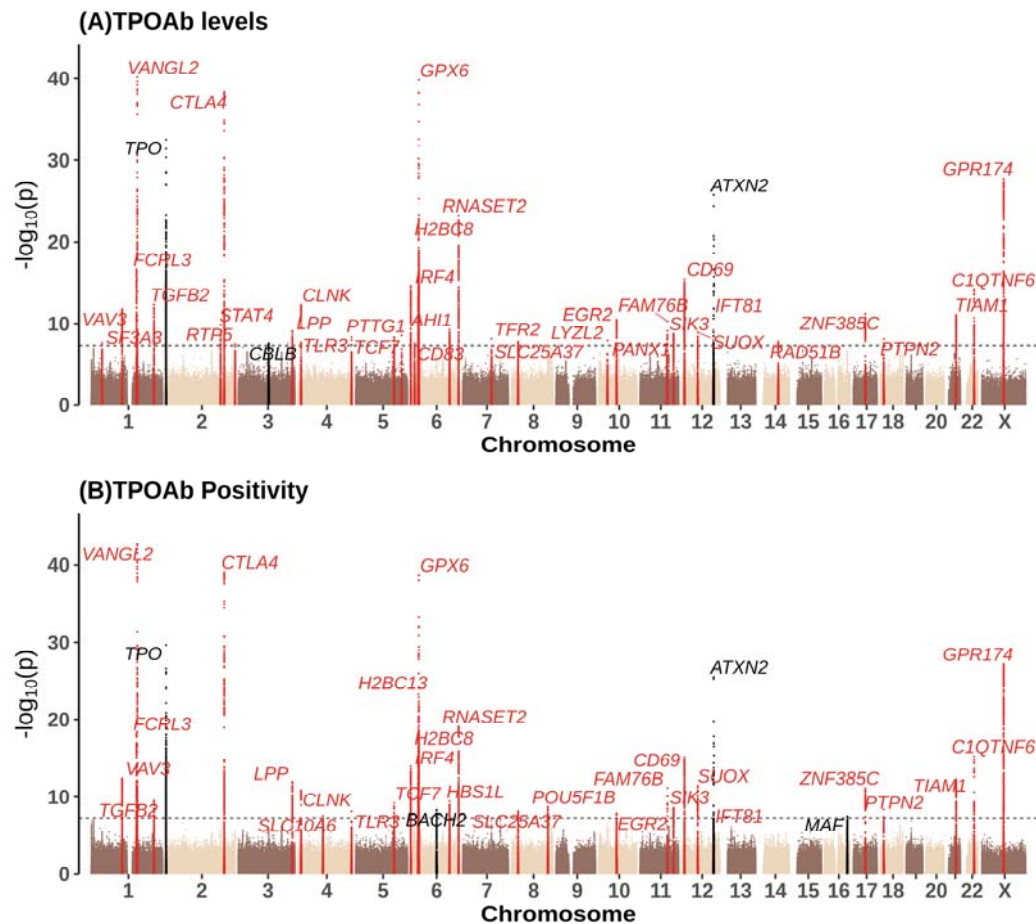 (A)TPOAb levels
VANGL2
GPX6
40
CTLA4
TPO
30
GPR174
ATXN2
RNASET2
H2BC8
20
FCRL3
CD69
IRF4
C1QTNF6
TGFB2
CLNK
FAM76B
IFT81
TIAM1
EGR2
STAT4
VAV3
LPP
PTTG1
AHI1
SIK3
ZNF385C
10
SF3A3
RTP5
TFR2
LYZL2
SUOX
CBLB
TLR3
TCF7
CD83
SLC25A37
PANX1
RAD51B
PTPN2
0
-log10(p)
1 2 3 4 5 6 7 8 9 10 11 12 13 14 15 16 17 18 20 22 X
Chromosome
(B)TPOAb Positivity
VANGL2
CTLA4
GPX6
40
TPO
30
GPR174
ATXN2
H2BC13
RNASET2
20
FCRL3
H2BC8
C1QTNF6
VAV3
LPP
IRF4
CD69
FAM76B
SUOX
ZNF385C
TIAM1
TCF7
HBS1L
10
TGFB2
CLNK
POU5F1B
SIK3
PTPN2
SLC10A6
TLR3
BACH2
SLC25A37
EGR2
IFT81
MAF
0
-log10(p)
1 2 3 4 5 6 7 8 9 10 11 12 13 14 15 16 17 18 20 22 X
Chromosome